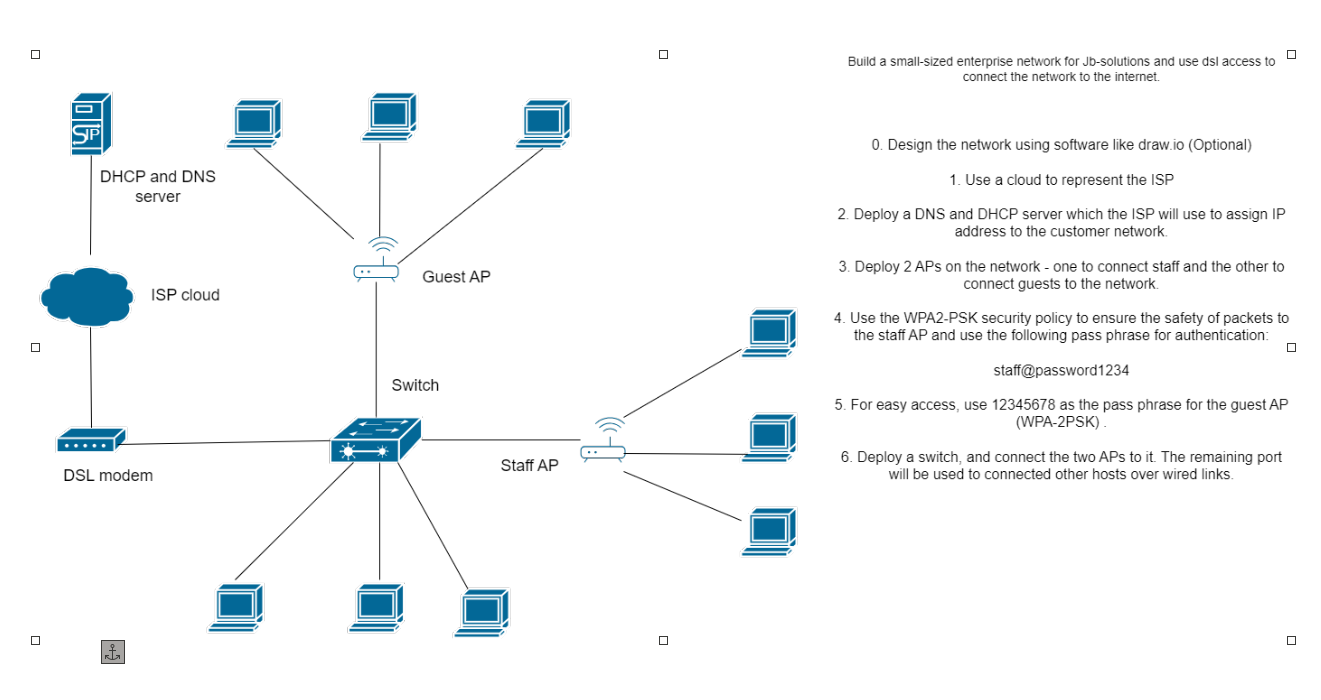 Build a small-sized enterprise network for Jb-solutions and use dsl access to
connect the network to the internet.
SIP
DHCP and DNS
server
0. Design the network using software like draw.io (Optional)
1. Use a cloud to represent the ISP
2. Deploy a DNS and DHCP server which the ISP will use to assign IP
address to the customer network.
3. Deploy 2 APs on the network - one to connect staff and the other to
connect guests to the network.
4. Use the WPA2-PSK security policy to ensure the safety of packets to
the staff AP and use the following pass phrase for authentication:
staff@password1234
5. For easy access, use 12345678 as the pass phrase for the guest AP
(WPA-2PSK) .
6. Deploy a switch, and connect the two APs to it. The remaining port
will be used to connected other hosts over wired links.
Guest AP
ISP cloud
Switch
Staff AP
DSL modem